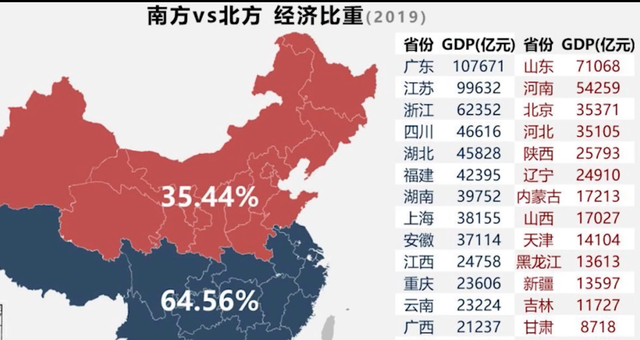 南方vs北方 经济比重(2019)
35.44%
64.56%
省份 GDP(亿元) 省份 GDP(亿元)
广东 107671 山东 71068
江苏 99632 河南 54259
浙江 62352 北京 35371
四川 46616 河北 35105
湖北 45828 陕西 25793
福建 42395 辽宁 24910
湖南 39752 内蒙古 17213
上海 38155 山西 17027
安徽 37114 天津 14104
江西 24758 黑龙江 13613
重庆 23606 新疆 13597
云南 23224 吉林 11727
广西 21237 甘肃 8718